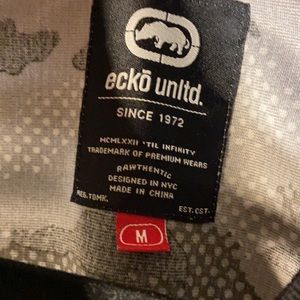 eckō unltd.
SINCE 1972
MCMLXXII 'TIL INFINITY
TRADEMARK OF PREMIUM WEARS
RAWTHENTIC
DESIGNED IN NYC
MADE IN CHINA
REG.TDMK.
EST.CST.
M